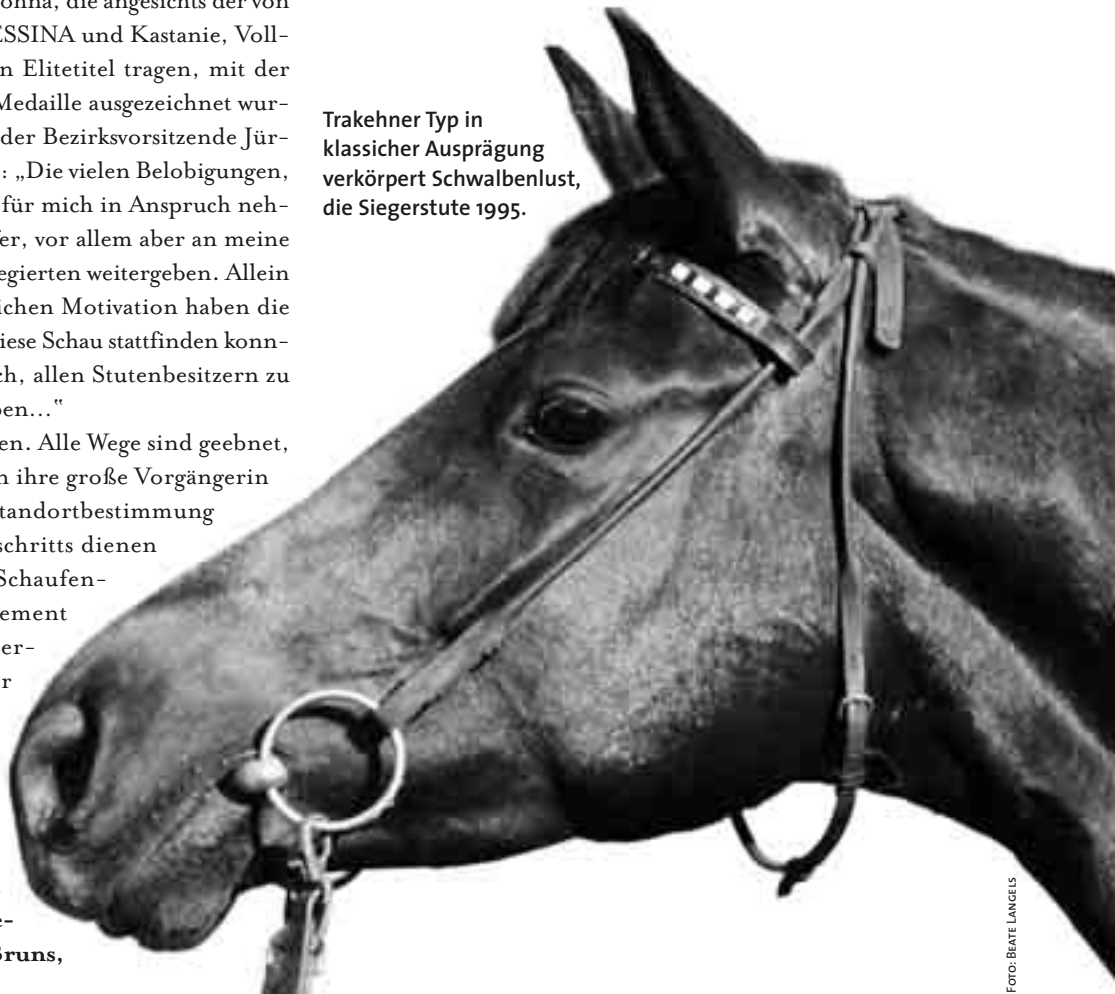 onna, die angesichts der von
ESSINA und Kastanie, Voll-
n Elitetitel tragen, mit der
Medaille ausgezeichnet wur-
der Bezirksvorsitzende Jür-
: „Die vielen Belobigungen,
für mich in Anspruch neh-
fer, vor allem aber an meine
egierten weitergeben. Allein
lichen Motivation haben die
iese Schau stattfinden konn-
ch, allen Stutenbesitzern zu
ben...“
en. Alle Wege sind geebnet,
n ihre große Vorgängerin
tandortbestimmung
schritts dienen
Schaufen-
ement
er-
r
e-
Bruns,
Trakehner Typ in
klassicher Ausprägung
verkörpert Schwalbenlust,
die Siegerstute 1995.
FOTO: BEATE LANGELS